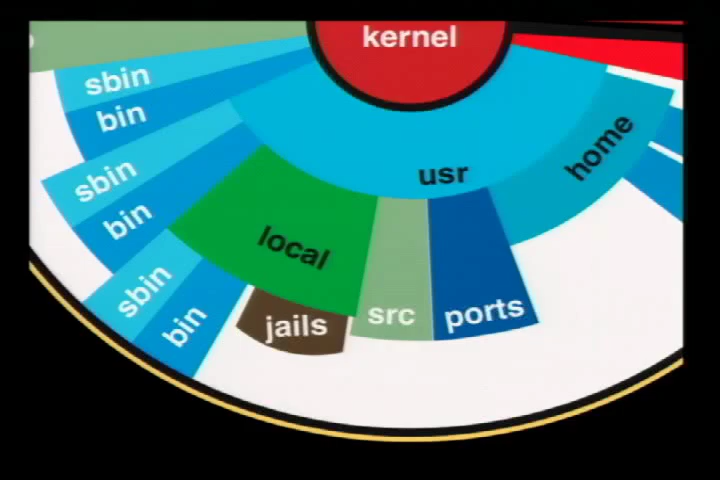 kernel
sbin
bin
usr
home
sbin
bin
local
sbin
bin
jails
src
ports